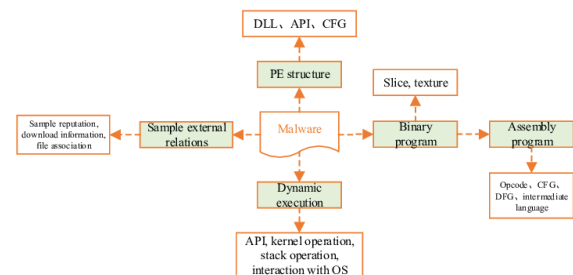 DLL、API、CFG
PE structure
Slice, texture
Sample reputation,
download information,
file association
Sample external
relations
Malware
Binary
program
Assembly
program
Dynamic
execution
Opcode、CFG、
DFG、intermediate
language
API, kernel operation,
stack operation,
interaction with OS